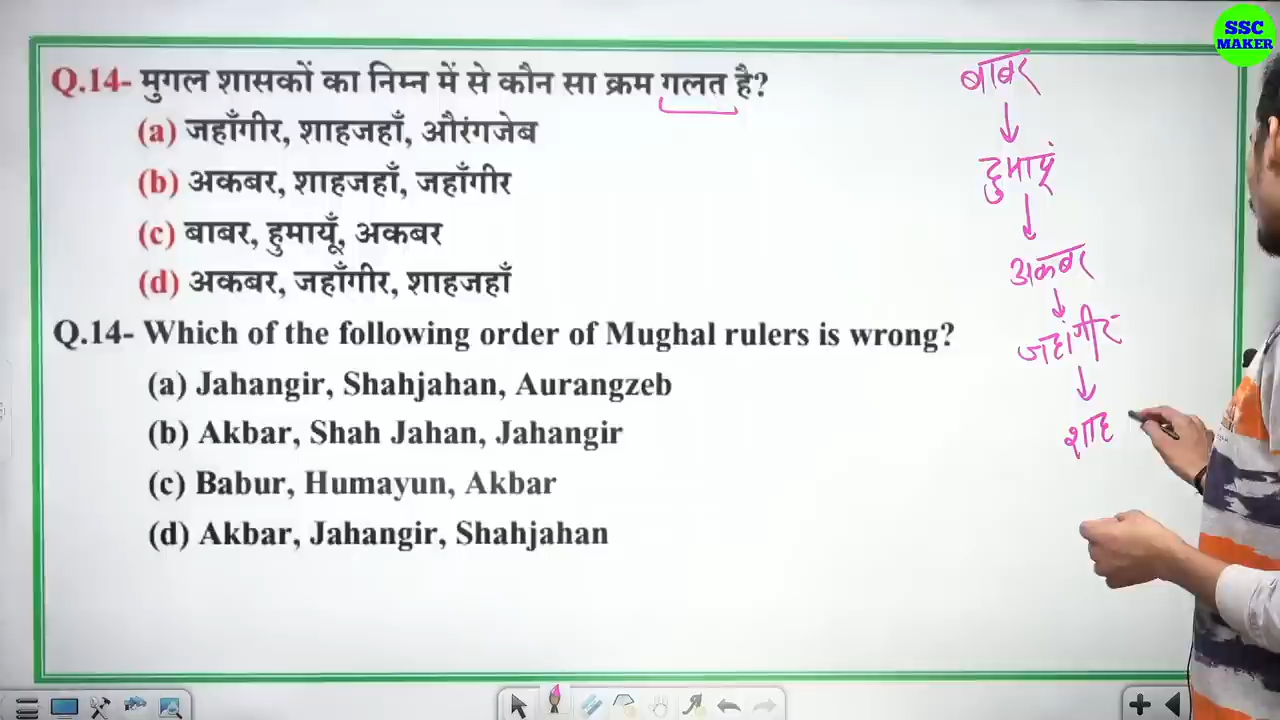 SSC
MAKER
Q.14- मुगल शासकों का निम्न में से कौन सा क्रम गलत है?
(a) जहाँगीर, शाहजहाँ, औरंगजेब
(b) अकबर, शाहजहाँ, जहाँगीर
(c) बाबर, हुमायूँ, अकबर
(d) अकबर, जहाँगीर, शाहजहाँ
Q.14- Which of the following order of Mughal rulers is wrong?
(a) Jahangir, Shahjahan, Aurangzeb
(b) Akbar, Shah Jahan, Jahangir
(c) Babur, Humayun, Akbar
(d) Akbar, Jahangir, Shahjahan
बाबर
हुमायूं
अकबर
जहांगीर
शाह